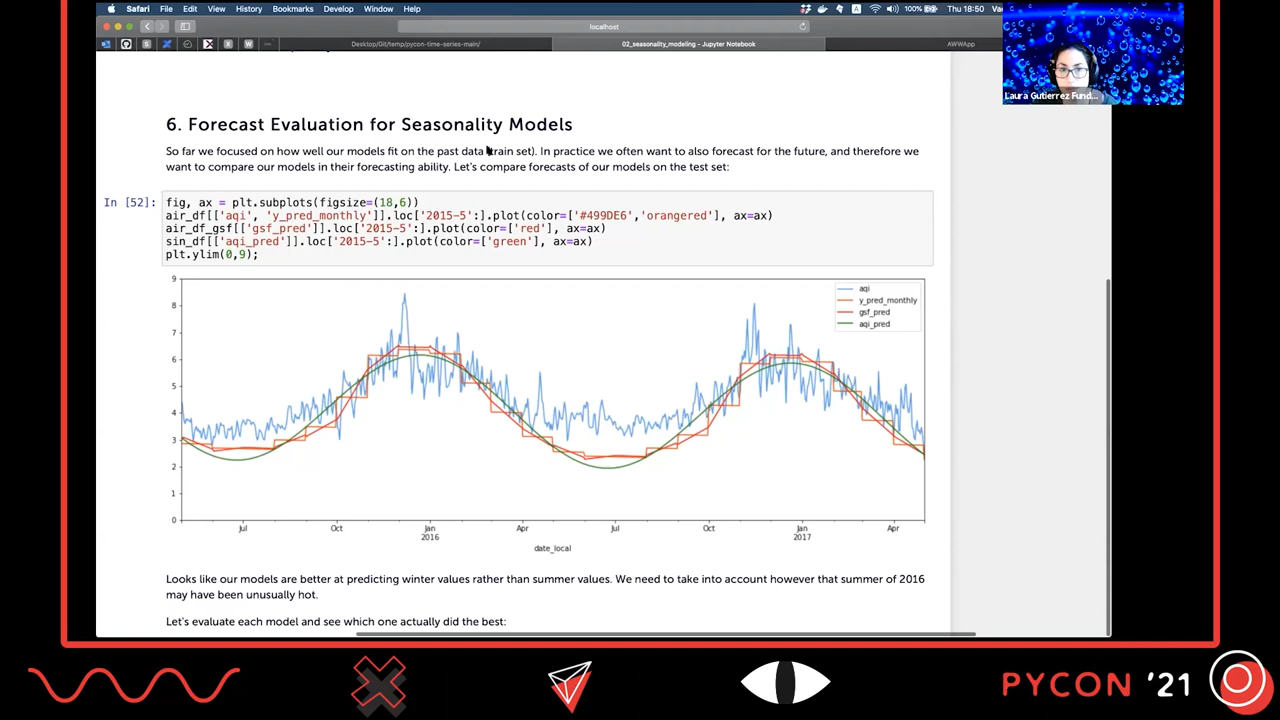 Safari File Edit View History Bookmarks Develop Window Help
100% Thu 18:50
localhost
Desktop/Git/temp/pycon-time-series-main/
02_seasonality_modeling - Jupyter Notebook
AWWApp
Laura Gutierrez Fund...
6. Forecast Evaluation for Seasonality Models
So far we focused on how well our models fit on the past data train set). In practice we often want to also forecast for the future, and therefore we
want to compare our models in their forecasting ability. Let's compare forecasts of our models on the test set:
In [52]:
fig, ax = plt.subplots(figsize=(18,6))
air_df[['aqi', 'y_pred_monthly']].loc['2015-5':].plot(color=['#499DE6','orangered'], ax=ax)
air_df_gsf[['gsf_pred']].loc['2015-5':].plot(color=['red'], ax=ax)
sin_df[['aqi_pred']].loc['2015-5':].plot(color=['green'], ax=ax)
plt.ylim(0,9);
9
8
7
6
5
4
3
2
1
0
aqi
y_pred_monthly
gsf_pred
aqi_pred
Jul Oct Jan Apr Jul Oct Jan Apr
2016 2017
date_local
Looks like our models are better at predicting winter values rather than summer values. We need to take into account however that summer of 2016
may have been unusually hot.
Let's evaluate each model and see which one actually did the best:
PYCON '21